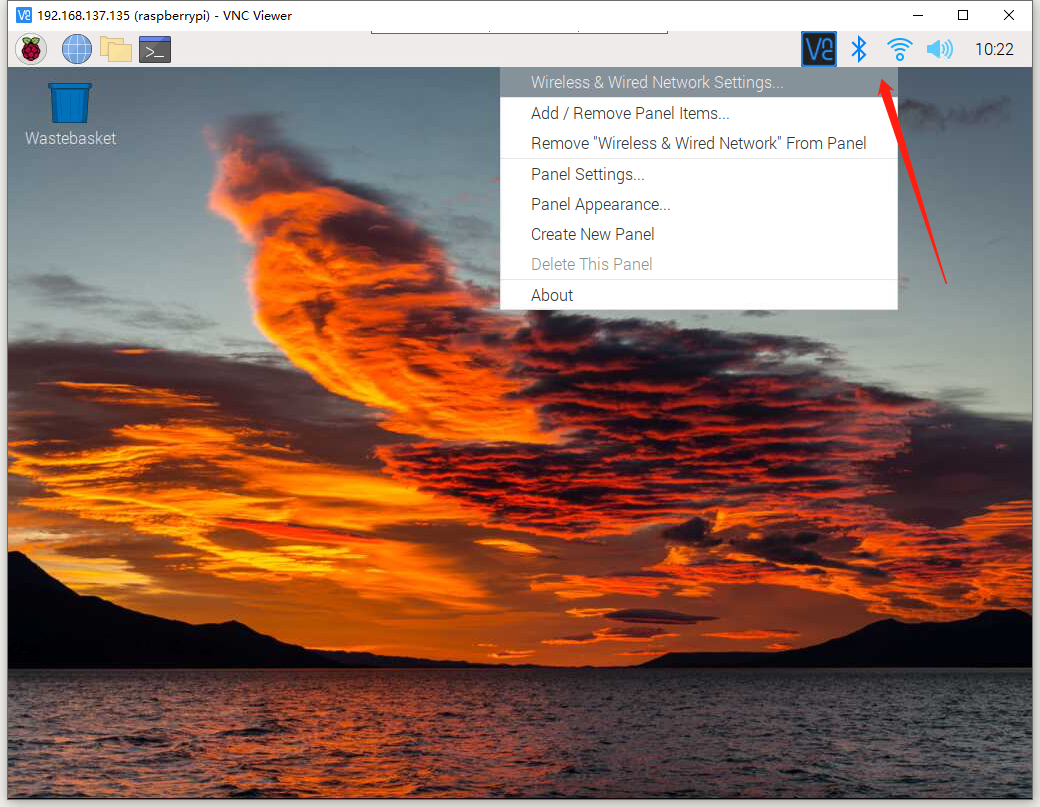 192.168.137.135 (raspberrypi) - VNC Viewer
10:22
Wastebasket
Wireless & Wired Network Settings...
Add / Remove Panel Items...
Remove "Wireless & Wired Network" From Panel
Panel Settings...
Panel Appearance...
Create New Panel
Delete This Panel
About